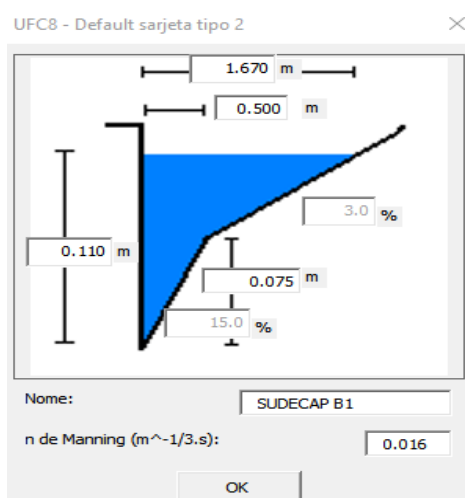 UFC8 - Default sarjeta tipo 2
1.670 m
0.500 m
3.0 %
0.110 m
0.075 m
15.0 %
Nome: SUDECAP B1
n de Manning (m^-1/3.s): 0.016
OK